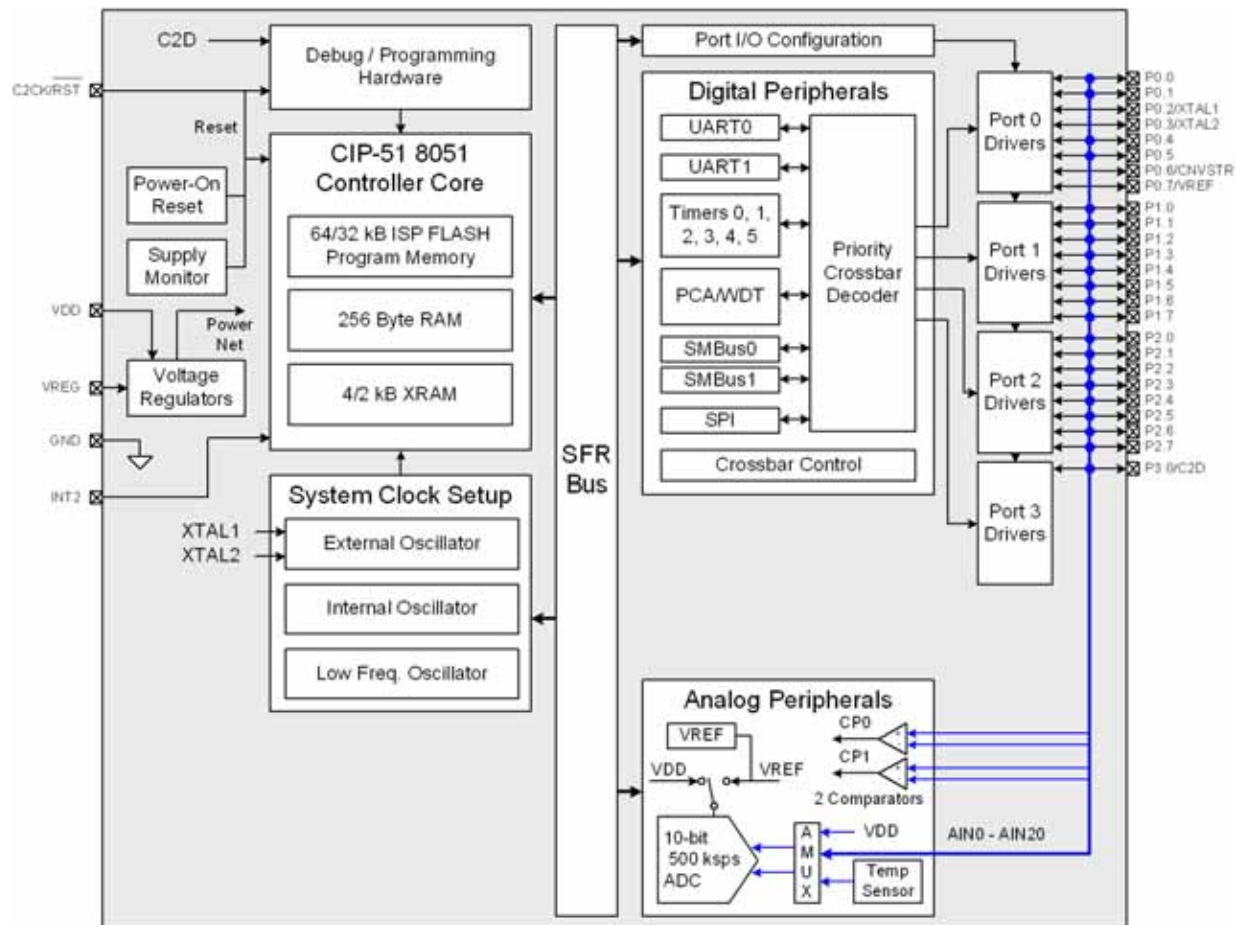 C2D
Debug / Programming
Hardware
C2CK/RST
Reset
Power-On
Reset
Supply
Monitor
VDD
Power
Net
VREG
Voltage
Regulators
GND
INT2
CIP-51 8051
Controller Core
64/32 kB ISP FLASH
Program Memory
256 Byte RAM
4/2 kB XRAM
System Clock Setup
XTAL1
XTAL2
External Oscillator
Internal Oscillator
Low Freq. Oscillator
SFR
Bus
Port I/O Configuration
Digital Peripherals
UART0
UART1
Timers 0, 1,
2, 3, 4, 5
PCA/WDT
SMBus0
SMBus1
SPI
Priority
Crossbar
Decoder
Crossbar Control
Port 0
Drivers
Port 1
Drivers
Port 2
Drivers
Port 3
Drivers
P0.0
P0.1
P0.2/XTAL1
P0.3/XTAL2
P0.4
P0.5
P0.6/CNVSTR
P0.7/VREF
P1.0
P1.1
P1.2
P1.3
P1.4
P1.5
P1.6
P1.7
P2.0
P2.1
P2.2
P2.3
P2.4
P2.5
P2.6
P2.7
P3.0/C2D
Analog Peripherals
VREF
VDD
VREF
CP0
CP1
2 Comparators
10-bit
500 ksps
ADC
A
M
U
X
VDD
Temp
Sensor
AIN0 - AIN20